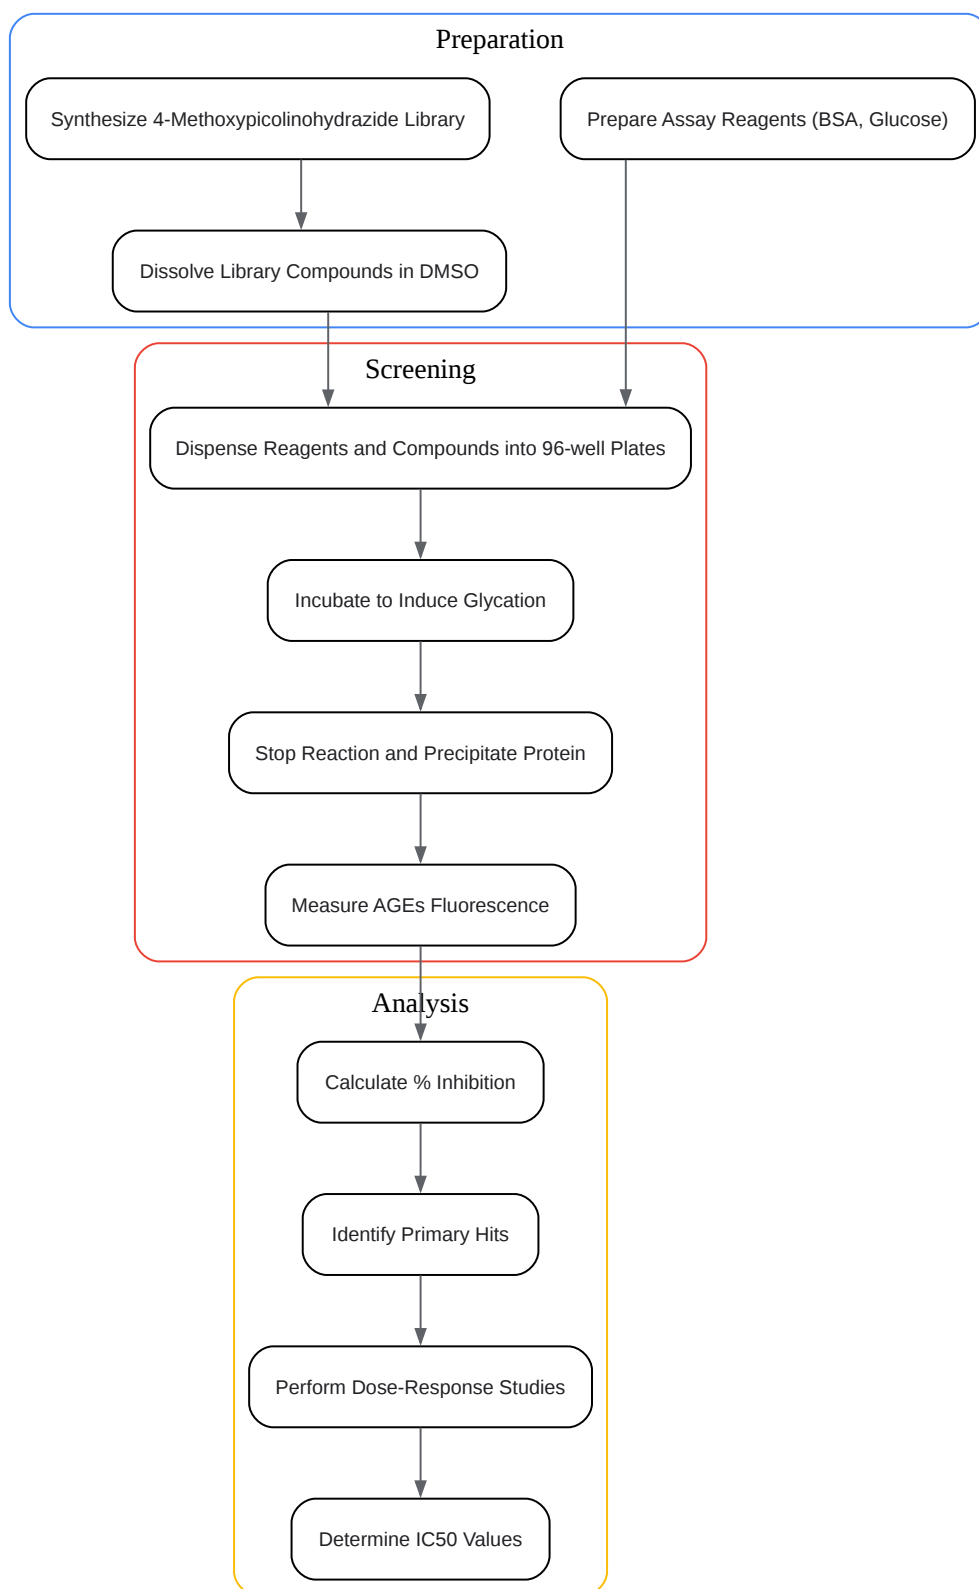 Preparation
Synthesize 4-Methoxypicolinohydrazide Library
Prepare Assay Reagents (BSA, Glucose)
Dissolve Library Compounds in DMSO
Screening
Dispense Reagents and Compounds into 96-well Plates
Incubate to Induce Glycation
Stop Reaction and Precipitate Protein
Measure AGEs Fluorescence
Analysis
Calculate % Inhibition
Identify Primary Hits
Perform Dose-Response Studies
Determine IC50 Values